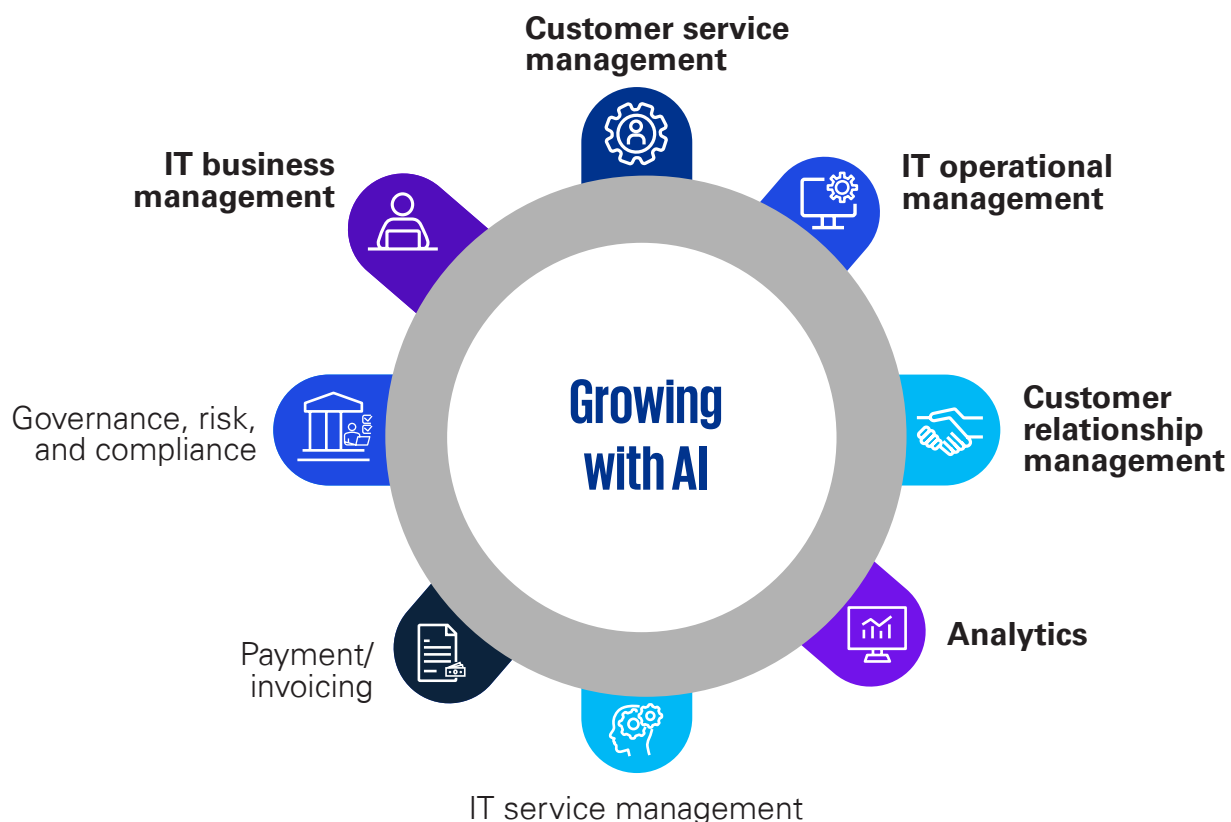 Customer service
management
IT operational
management
Customer
relationship
management
Analytics
IT service management
Payment/
invoicing
Governance, risk,
and compliance
IT business
management
Growing
with AI